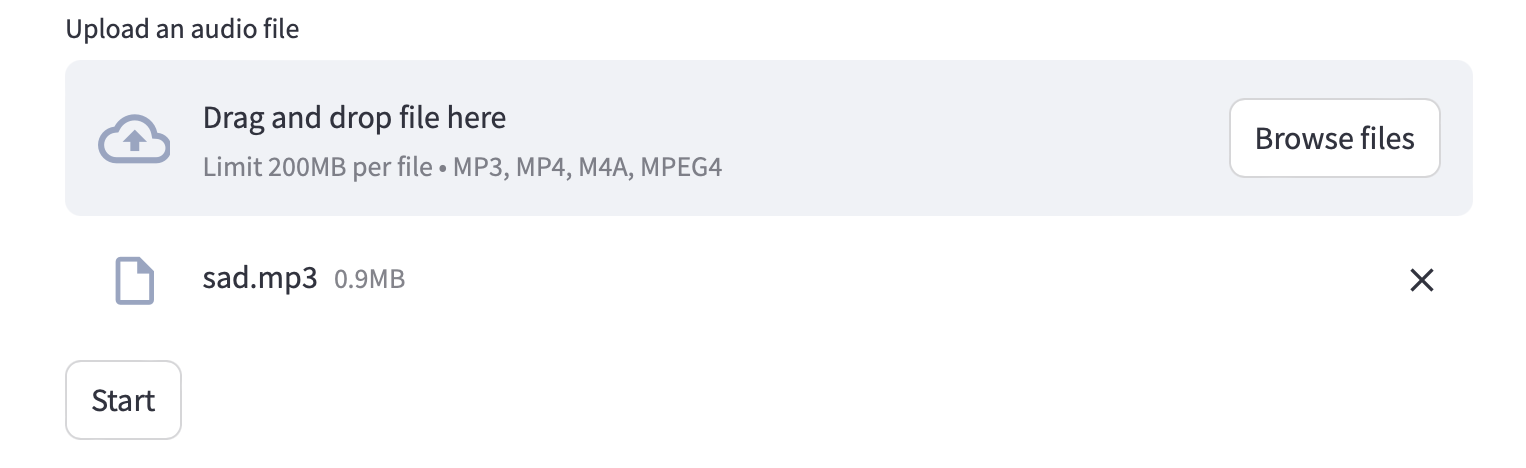 Upload an audio file
Drag and drop file here
Limit 200MB per file • MP3, MP4, M4A, MPEG4
Browse files
sad.mp3 0.9MB
Start